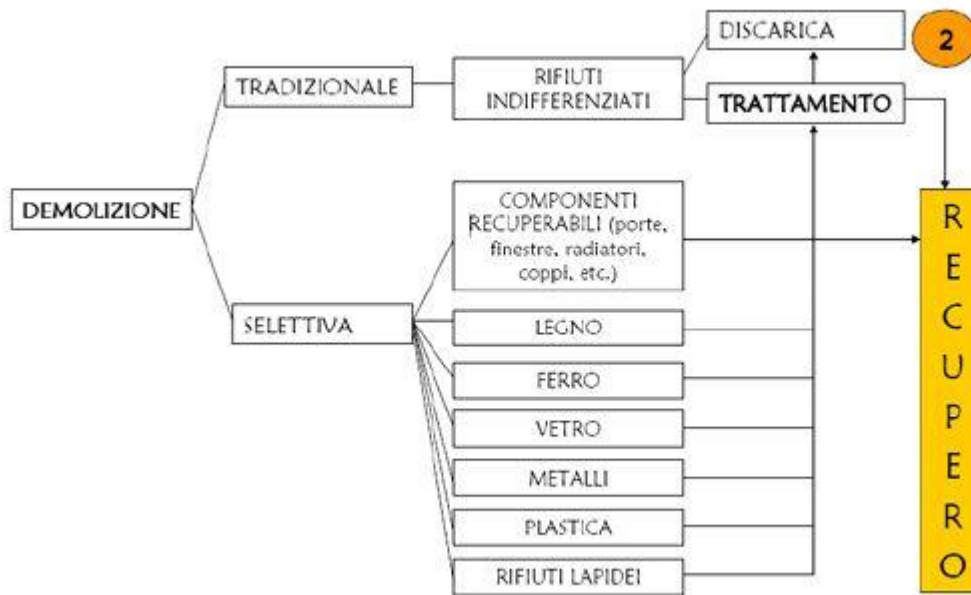 DISCARICA
2
TRADIZIONALE
RIFIUTI
INDIFFERENZIATI
TRATTAMENTO
DEMOLIZIONE
COMPONENTI
RECUPERABILI (porte,
finestre, radiatori,
coppi, etc.)
SELETTIVA
LEGNO
FERRO
VETRO
METALLI
PLASTICA
RIFIUTI LAPIDEI
R
E
C
U
P
E
R
O